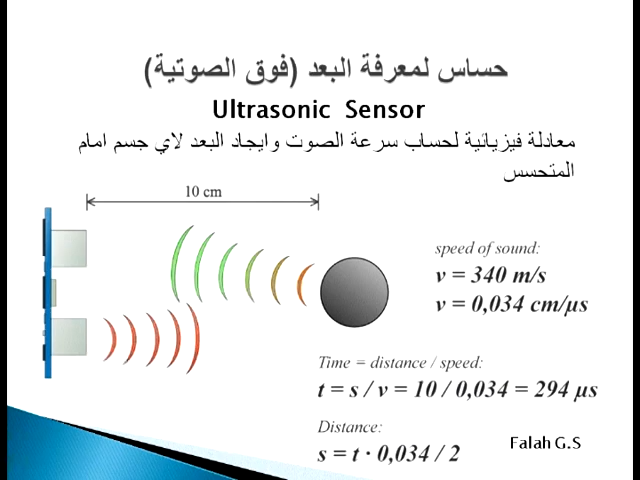 حساس لمعرفة البعد (فوق الصوتية)
Ultrasonic Sensor
معادلة فيزيائية لحساب سرعة الصوت وايجاد البعد لاي جسم امام
المتحسس
10 cm
speed of sound:
v = 340 m/s
v = 0,034 cm/µs
Time = distance / speed:
t = s / v = 10 / 0,034 = 294 µs
Distance:
s = t · 0,034 / 2
Falah G.S